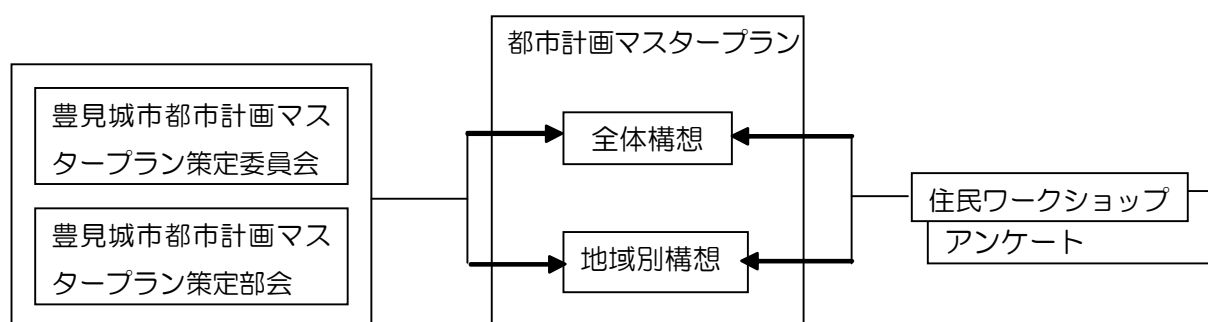 都市計画マスタープラン
豊見城市都市計画マス
タープラン策定委員会
豊見城市都市計画マス
タープラン策定部会
全体構想
地域別構想
住民ワークショップ
アンケート